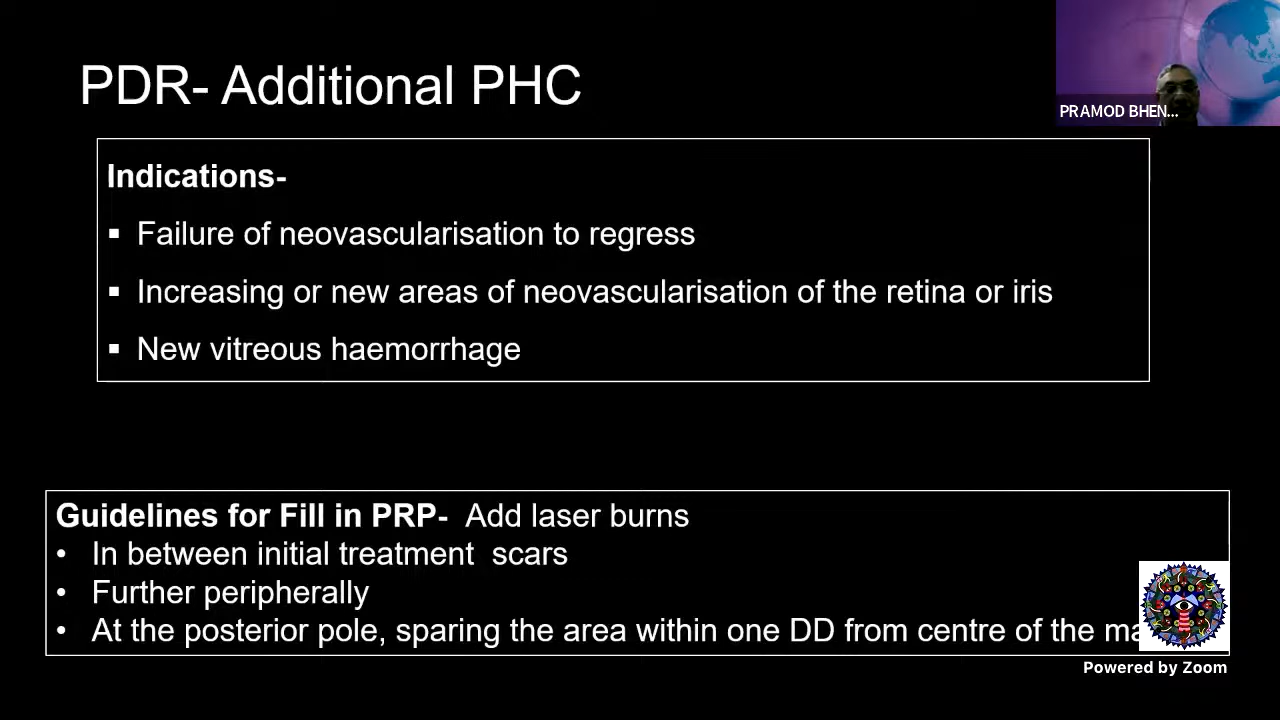 PDR- Additional PHC
PRAMOD BHEN...
Indications-
▪ Failure of neovascularisation to regress
▪ Increasing or new areas of neovascularisation of the retina or iris
▪ New vitreous haemorrhage
Guidelines for Fill in PRP- Add laser burns
• In between initial treatment scars
• Further peripherally
• At the posterior pole, sparing the area within one DD from centre of the
Powered by Zoom